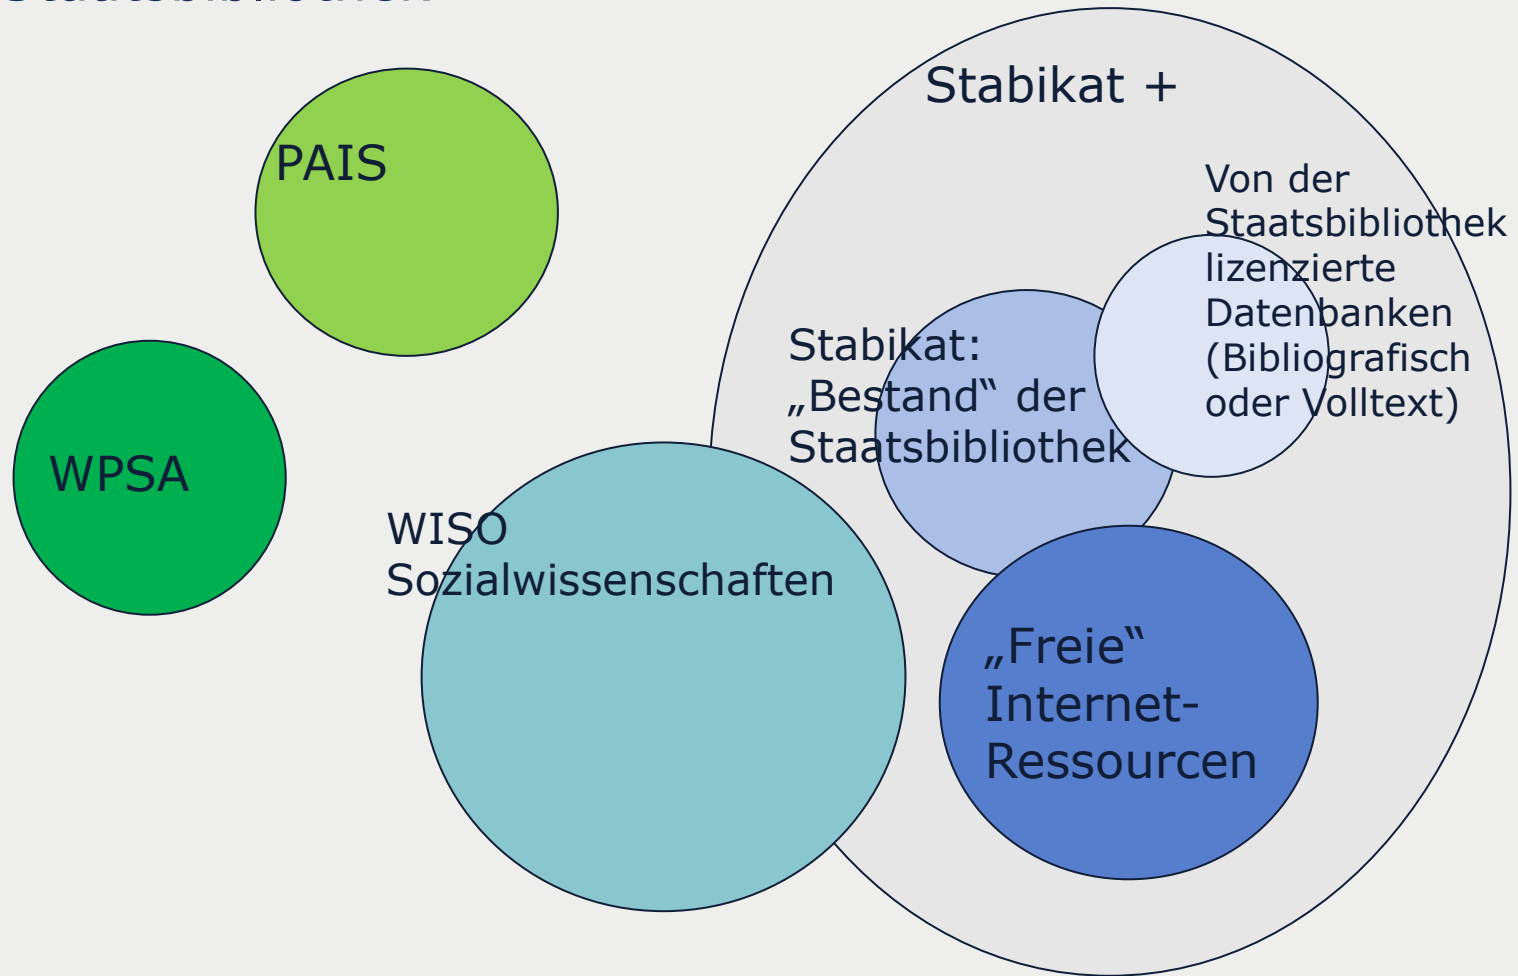 Stabikat +
PAIS
Von der
Staatsbibliothek
lizenzierte
Datenbanken
(Bibliografisch
oder Volltext)
Stabikat:
„Bestand“ der
Staatsbibliothek
WPSA
WISO
Sozialwissenschaften
„Freie“
Internet-
Ressourcen